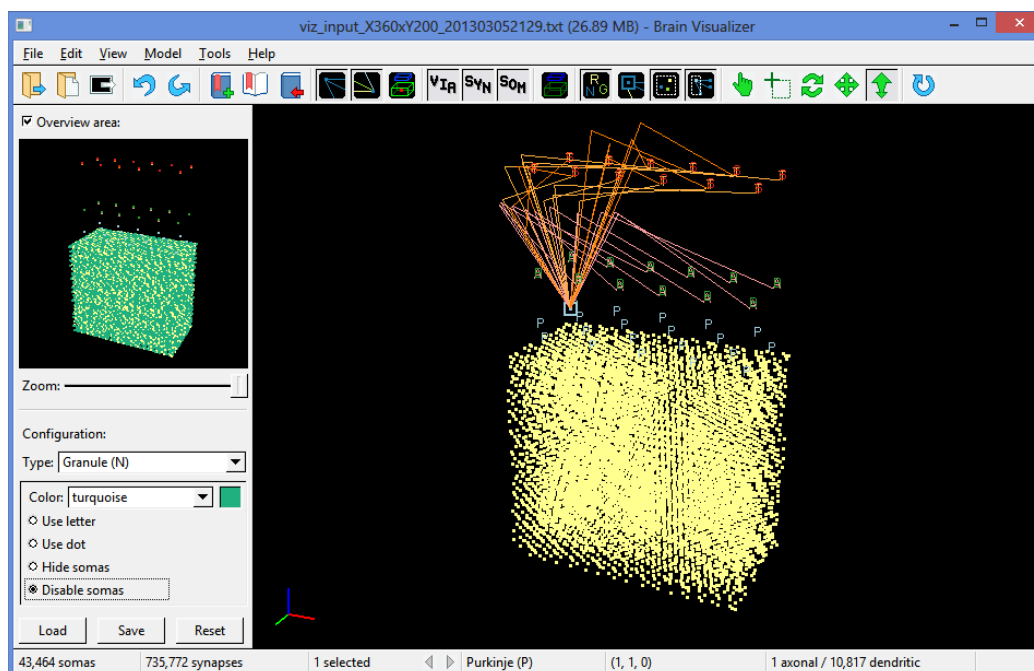 viz_input_X360xY200_201303052129.txt (26.89 MB) - Brain Visualizer
File Edit View Model Tools Help
VIA SYN SOM R N G
Overview area:
Zoom:
Configuration:
Type: Granule (N)
Color: turquoise
Use letter
Use dot
Hide somas
Disable somas
Load Save Reset
43,464 somas 735,772 synapses 1 selected Purkinje (P) (1, 1, 0) 1 axonal / 10,817 dendritic